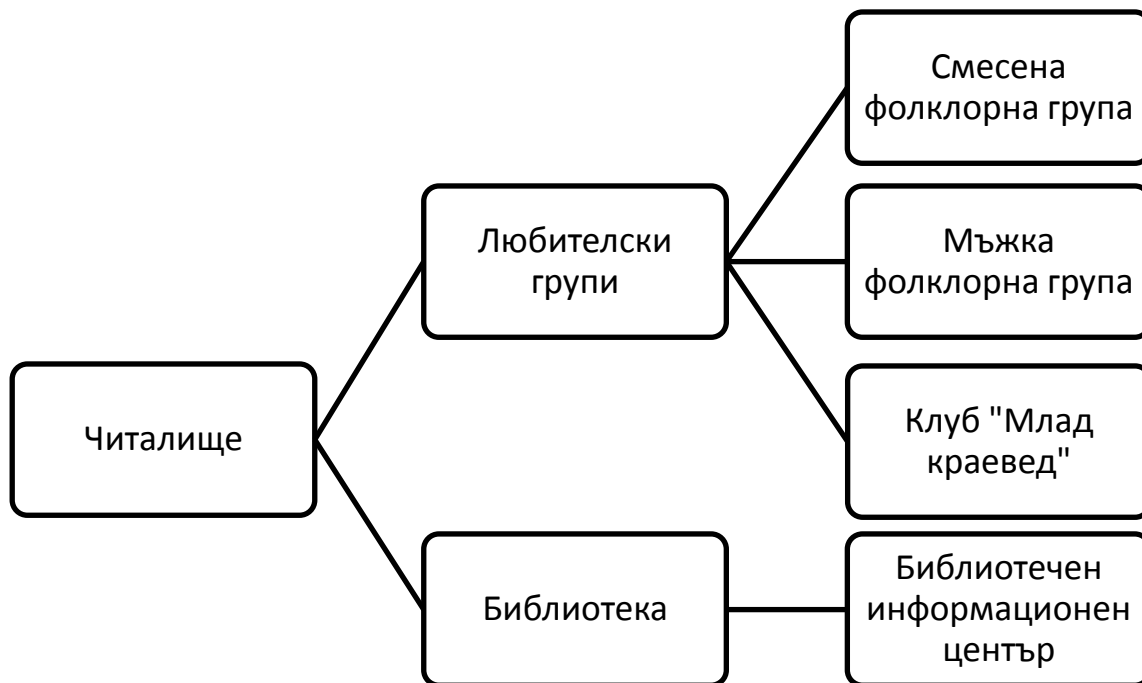 Смесена
фолклорна група
Любителски
групи
Мъжка
фолклорна група
Читалище
Клуб "Млад
краевед"
Библиотека
Библиотечен
информационен
център